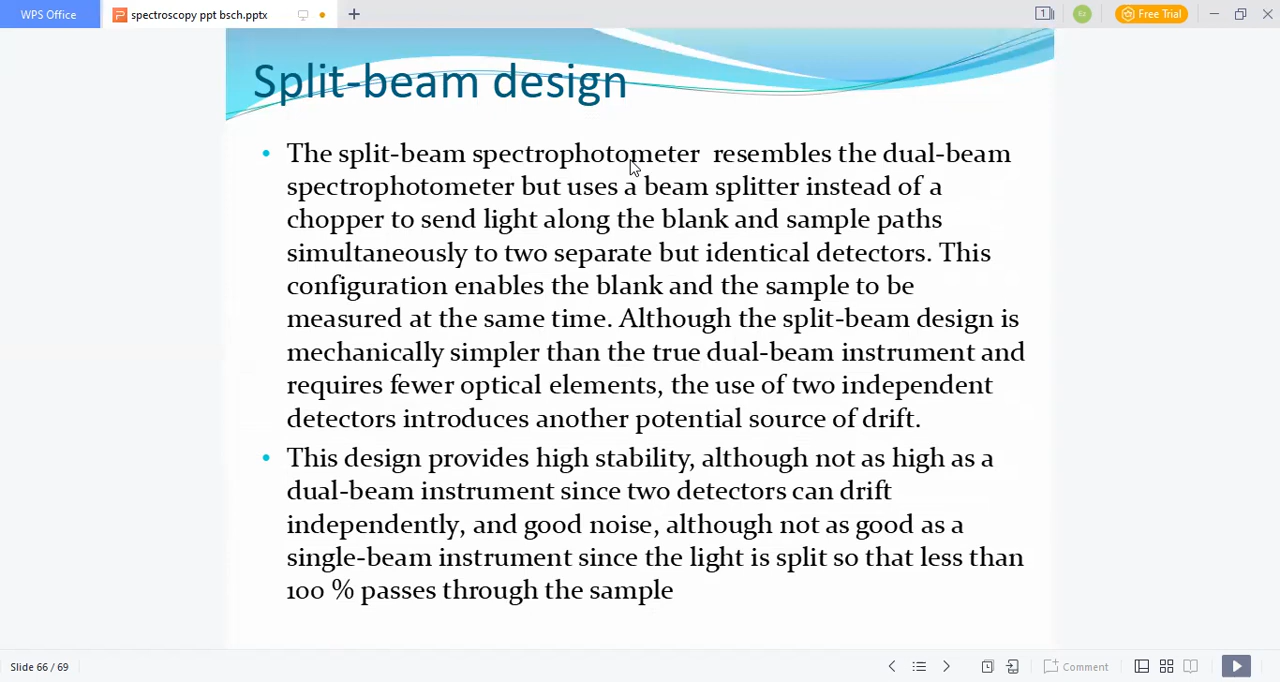 WPS Office
spectroscopy ppt bsch.pptx
Free Trial
Split-beam design
• The split-beam spectrophotometer resembles the dual-beam
spectrophotometer but uses a beam splitter instead of a
chopper to send light along the blank and sample paths
simultaneously to two separate but identical detectors. This
configuration enables the blank and the sample to be
measured at the same time. Although the split-beam design is
mechanically simpler than the true dual-beam instrument and
requires fewer optical elements, the use of two independent
detectors introduces another potential source of drift.
• This design provides high stability, although not as high as a
dual-beam instrument since two detectors can drift
independently, and good noise, although not as good as a
single-beam instrument since the light is split so that less than
100 % passes through the sample
Slide 66 / 69
Comment